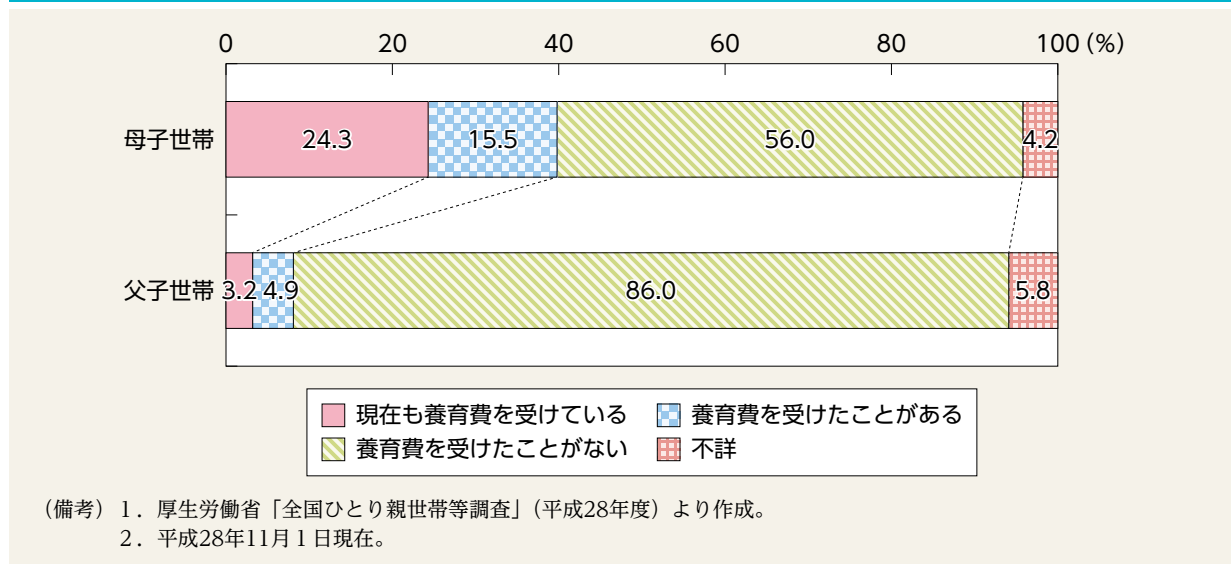 0 20 40 60 80 100 (%)
母子世帯 24.3 15.5 56.0 4.2
父子世帯 3.2 4.9 86.0 5.8
現在も養育費を受けている 養育費を受けたことがある
養育費を受けたことがない 不詳
（備考）１．厚生労働省「全国ひとり親世帯等調査」（平成28年度）より作成。
２．平成28年11月１日現在。